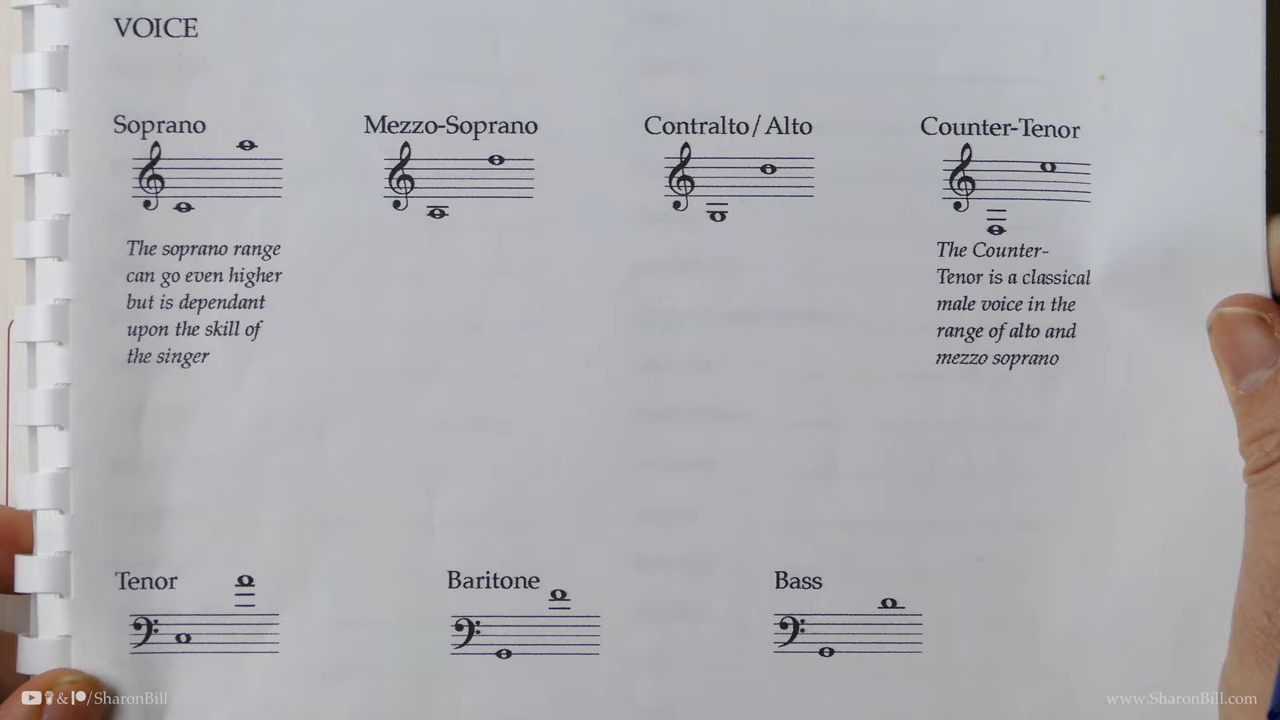 VOICE
Soprano
Mezzo-Soprano
Contralto/Alto
Counter-Tenor
The soprano range
can go even higher
but is dependant
upon the skill of
the singer
The Counter-
Tenor is a classical
male voice in the
range of alto and
mezzo soprano
Tenor
Baritone
Bass
&
/SharonBill
www.SharonBill.com